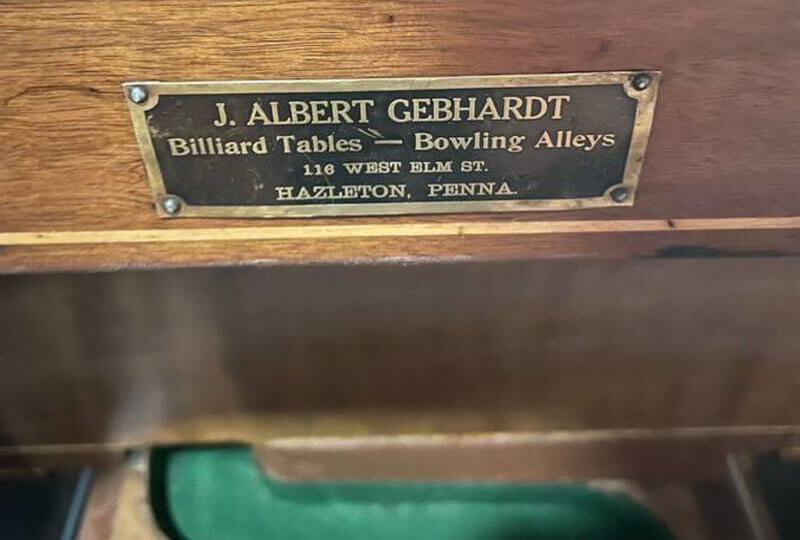 J. ALBERT GEBHARDT
Billiard Tables — Bowling Alleys
116 WEST ELM ST.
HAZLETON, PENNA.